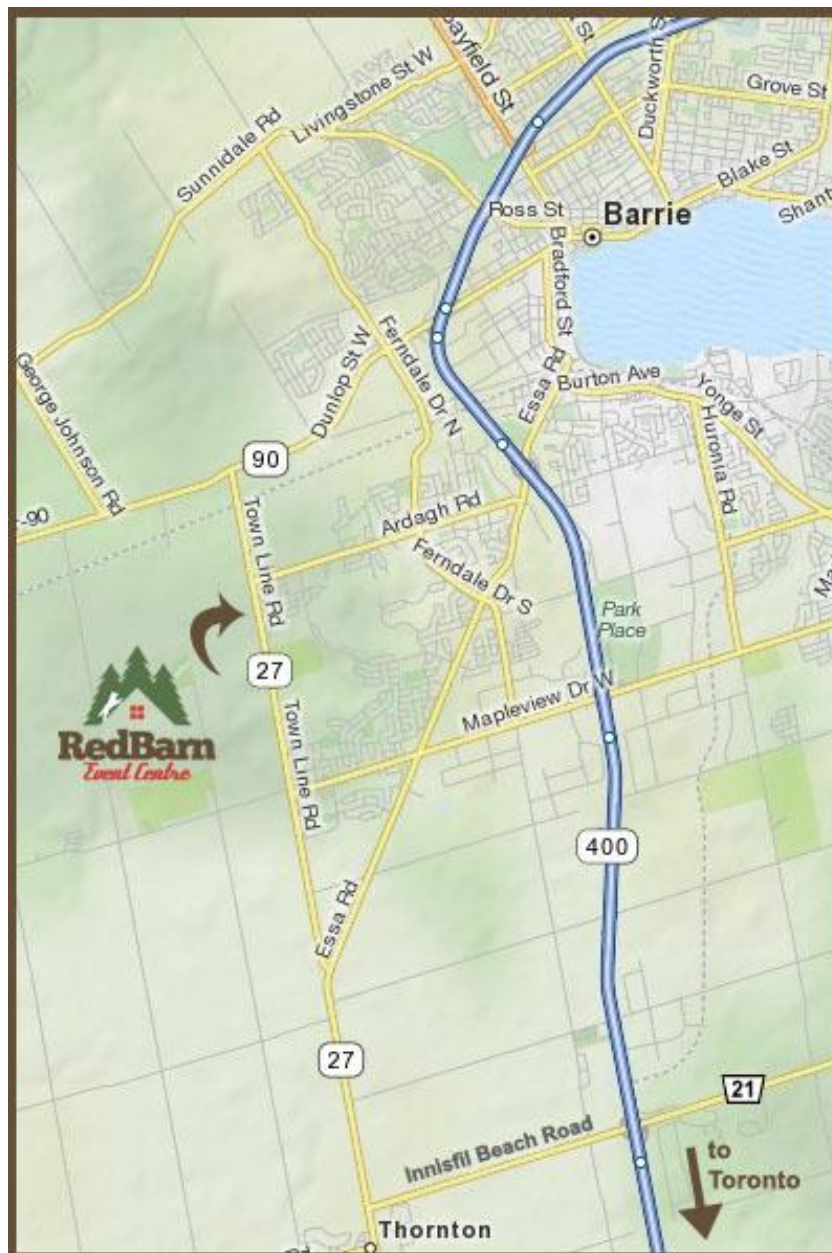 Bayfield St
St
Duckworth St
Grove St
Livingstone St W
Sunnidale Rd
Blake St
Ross St
Barrie
Bradford St
George Johnson Rd
Dunlop St W
Ferndale Dr N
Essa Rd
Burton Ave
Yonge St
Huronia Rd
90
-90
Town Line Rd
Ardagh Rd
Ferndale Dr S
Park
Place
27
RedBarn
Event Centre
Mapleview Dr W
Town Line Rd
400
Essa Rd
27
21
Innisfil Beach Road
to
Toronto
Thornton